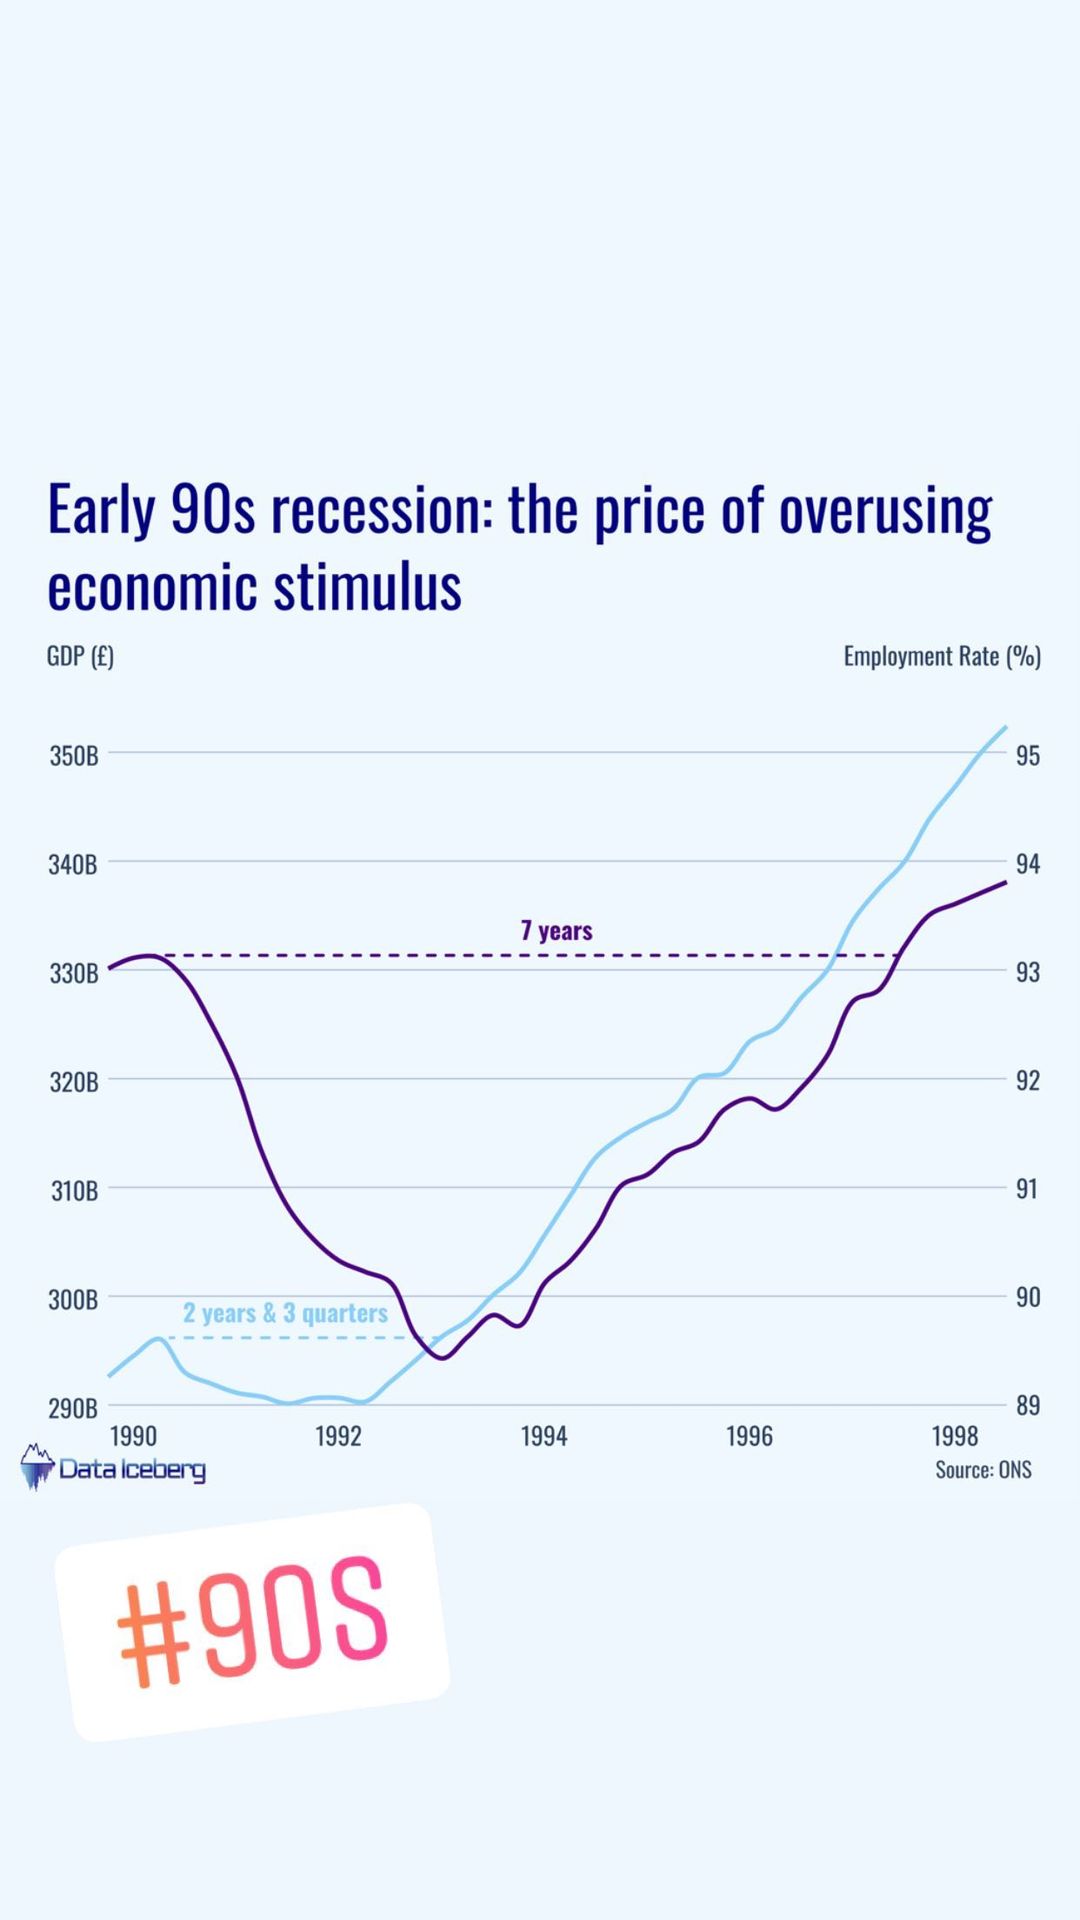 Early 90s recession: the price of overusing
economic stimulus
GDP (£)
Employment Rate (%)
350B
95
340B
94
7 years
330B
93
320B
92
310B
91
300B
90
2 years & 3 quarters
290B
89
1990
1992
1994
1996
1998
Data Iceberg
Source: ONS
#90S